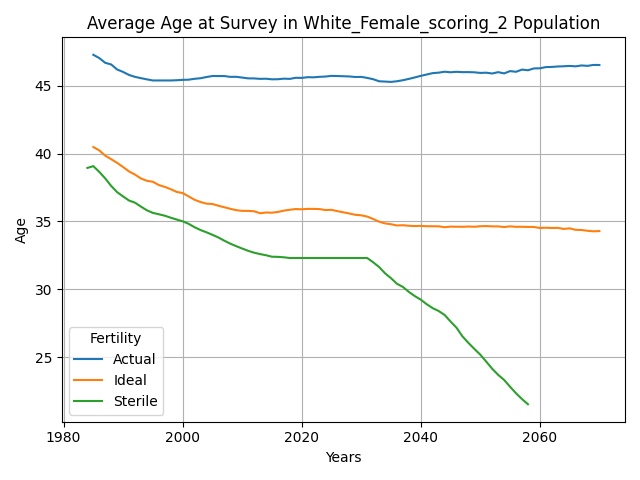 Average Age at Survey in White_Female_scoring_2 Population
Age
45
40
35
30
25
Fertility
Actual
Ideal
Sterile
1980
2000
2020
2040
2060
Years